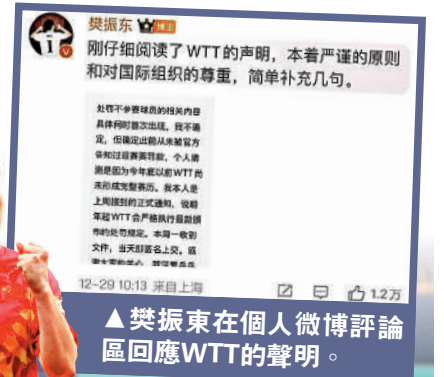 樊振东
刚仔细阅读了WTT的声明，本着严谨的原则
和对国际组织的尊重，简单补充几句。
处罚不参赛球员的相关内容
具体何时首次出现，我不确
定，但确定此前从未被官方
告知过退赛要罚款，个人猜
测是因为今年底以前WTT尚
未形成完整赛历。我本人是
上周接到的正式通知，说明
年起WTT会严格执行最新颁
布的处罚规定。本周一收到
文件，当天即签名上交。感
12-29 10:13 来自上海
1.2万
▲樊振東在個人微博評論
區回應WTT的聲明。